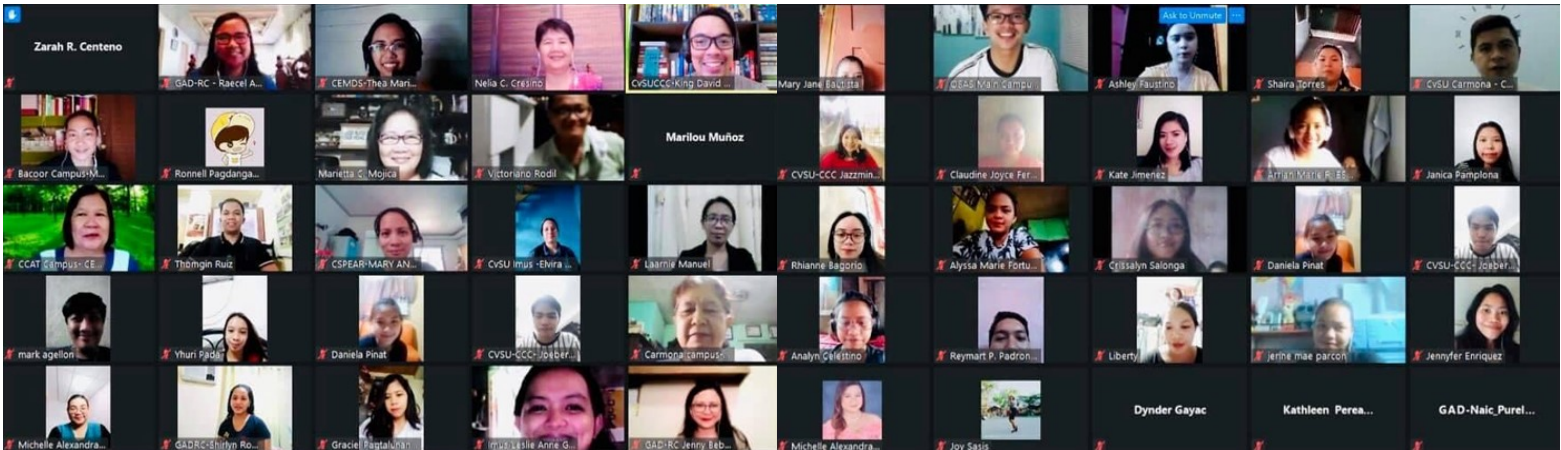 Zarah R. Centeno
GAD-RC - Raecel A...
CEMDS-Thea Mari...
Nelia C. Cresino
CvSUCCC-King David ...
Mary Jane Bautista
Main Campu...
Ask to Unmute ...
Ashley Faustino
Shaira Torres
CvSU Carmona - C...
Bacoor Campus-M...
Ronnell Pagdanga...
Marietta C. Mojica
Victoriano Rodil
Marilou Muñoz
CVSU-CCC Jazzmin...
Claudine Joyce Fer...
Kate Jimenez
Arrian Marie R. BS...
Janica Pamplona
CCAT Campus- CE...
Thomgin Ruiz
CSPEAR-MARY AN...
CvSU Imus -Elvira ...
Laarnie Manuel
Rhianne Bagorio
Alyssa Marie Fortu...
Crissalyn Salonga
Daniela Pinat
CVSU-CCC- Joeber...
mark agellon
Yhuri Pada
Daniela Pinat
CVSU-CCC- Joeber...
Carmona campus-
Analyn Celestino
Reymart P. Padron...
Liberty
jerine mae parcon
Jennyfer Enriquez
Michelle Alexandra...
GADRC-Shirlyn Ro...
Graciel Pagtalunan
Imus Leslie Anne G...
GAD-RC Jenny Beb...
Michelle Alexandra...
Joy Sasis
Dynder Gayac
Kathleen Perea...
GAD-Naic_Purel...